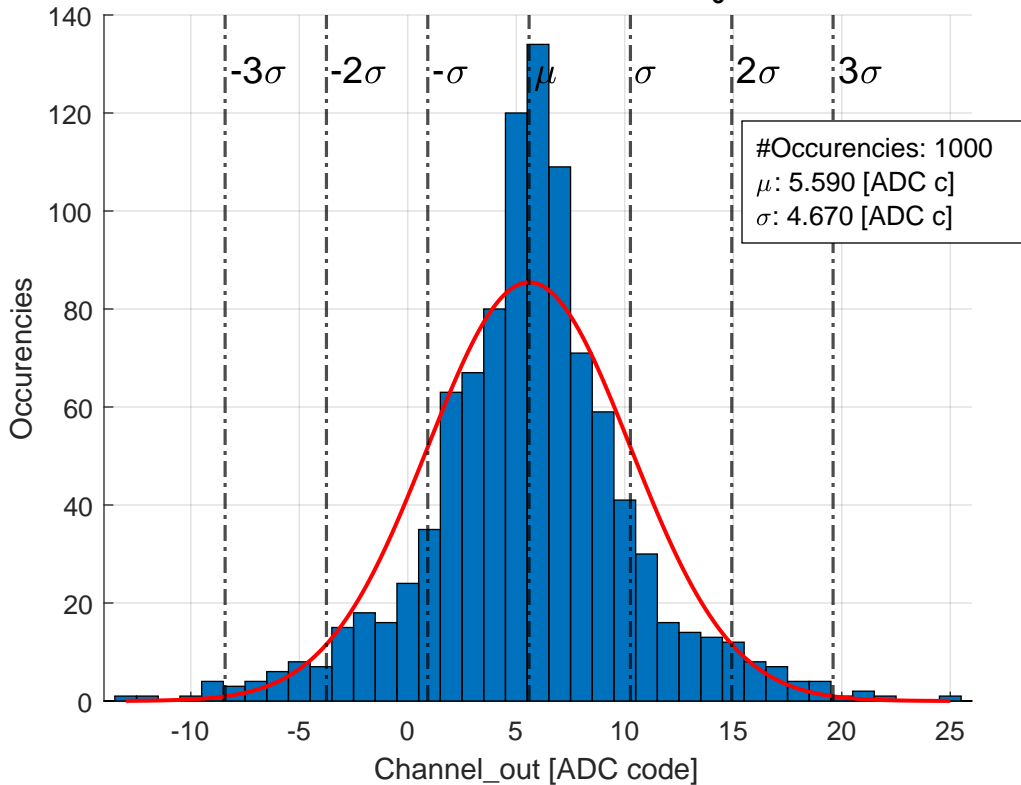 140
120
100
80
60
40
20
0
Occurencies
-3σ
-2σ
-σ
μ
σ
2σ
3σ
#Occurencies: 1000
μ: 5.590 [ADC c]
σ: 4.670 [ADC c]
-10
-5
0
5
10
15
20
25
Channel_out [ADC code]